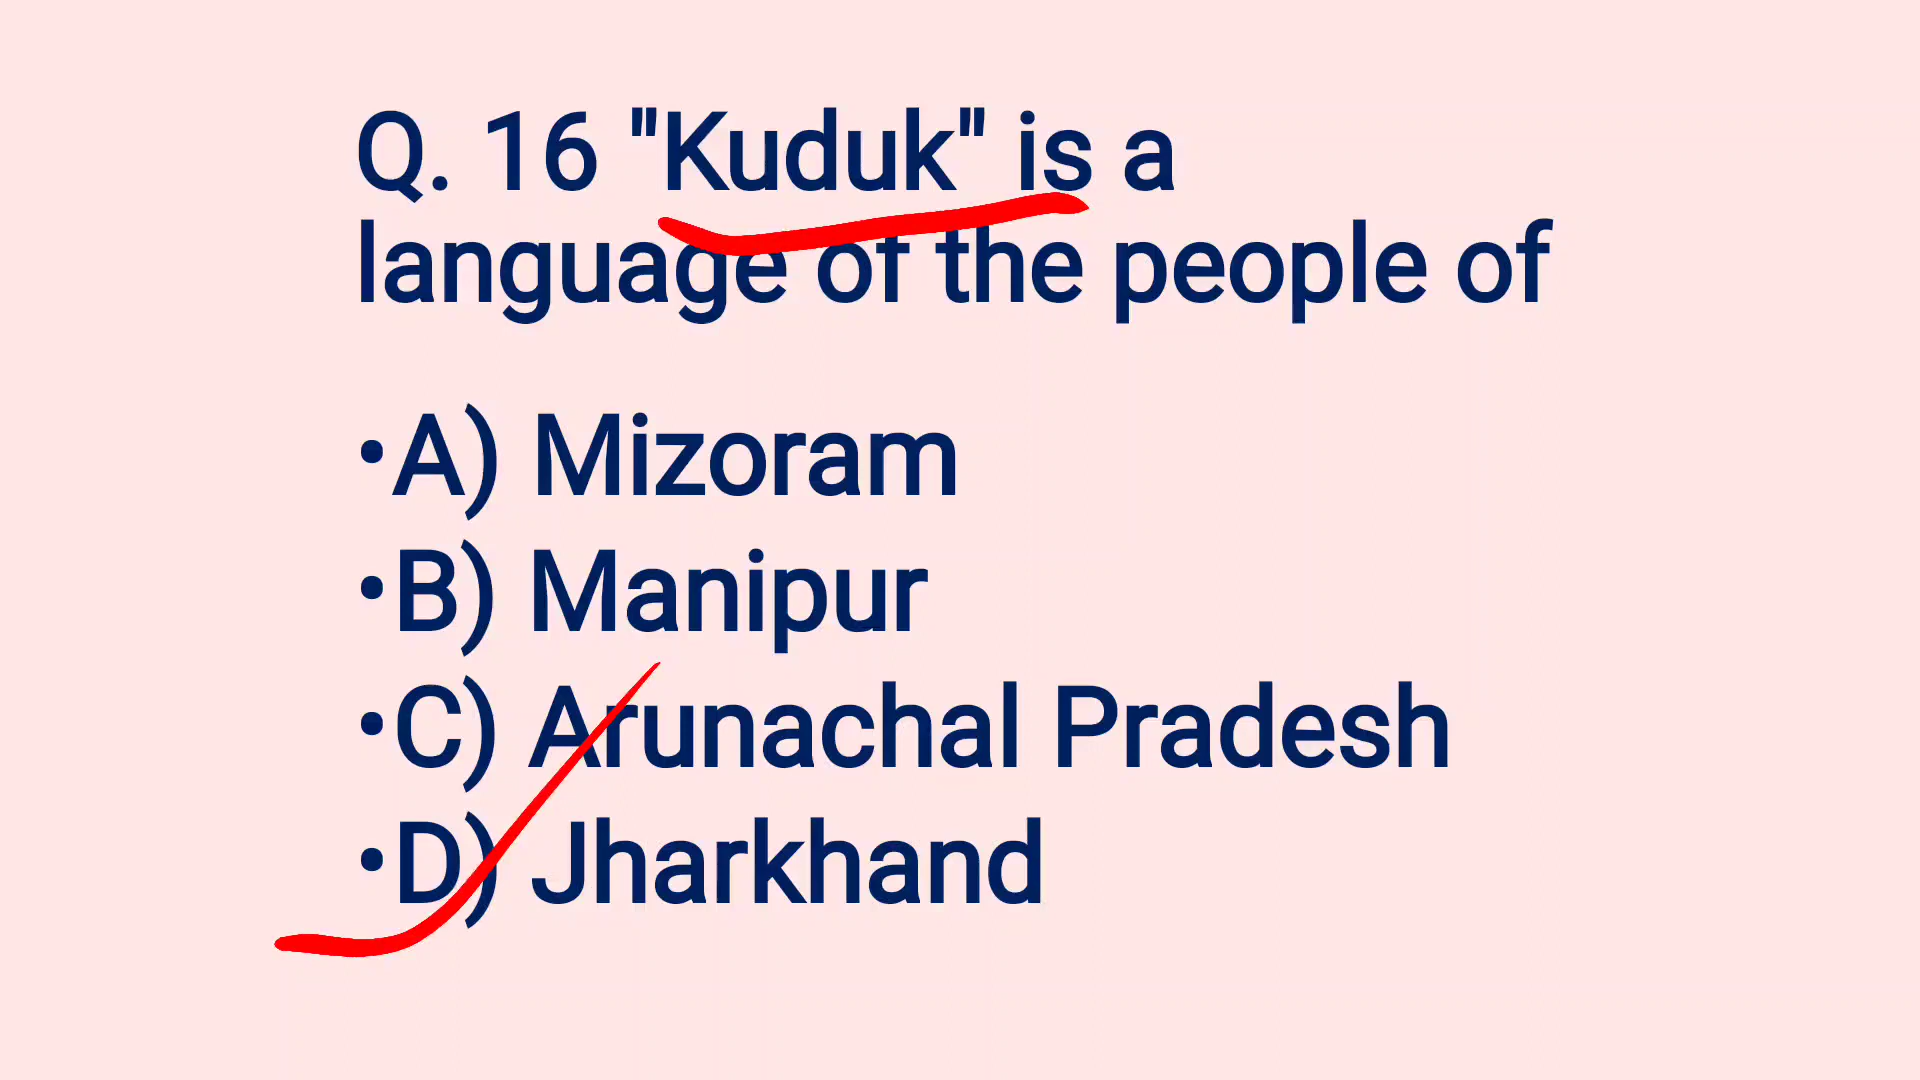 Q. 16 "Kuduk" is a
language of the people of
•A) Mizoram
•B) Manipur
•C) Arunachal Pradesh
•D) Jharkhand